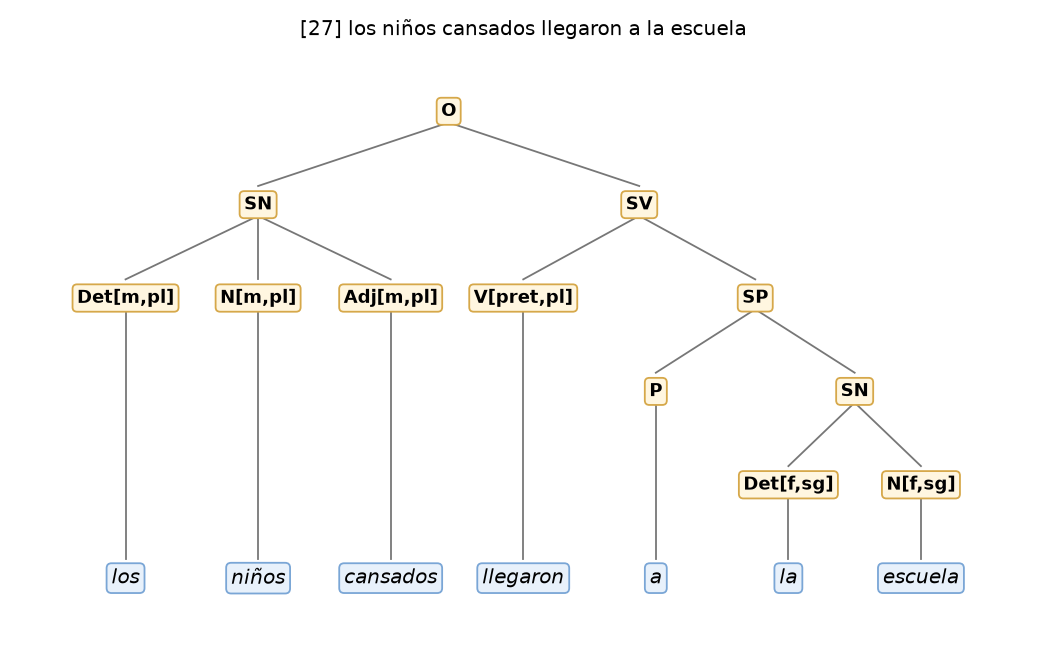 [27] los niños cansados llegaron a la escuela
O
SN SV
Det[m,pl] N[m,pl] Adj[m,pl] V[pret,pl] SP
P SN
Det[f,sg] N[f,sg]
los niños cansados llegaron a la escuela